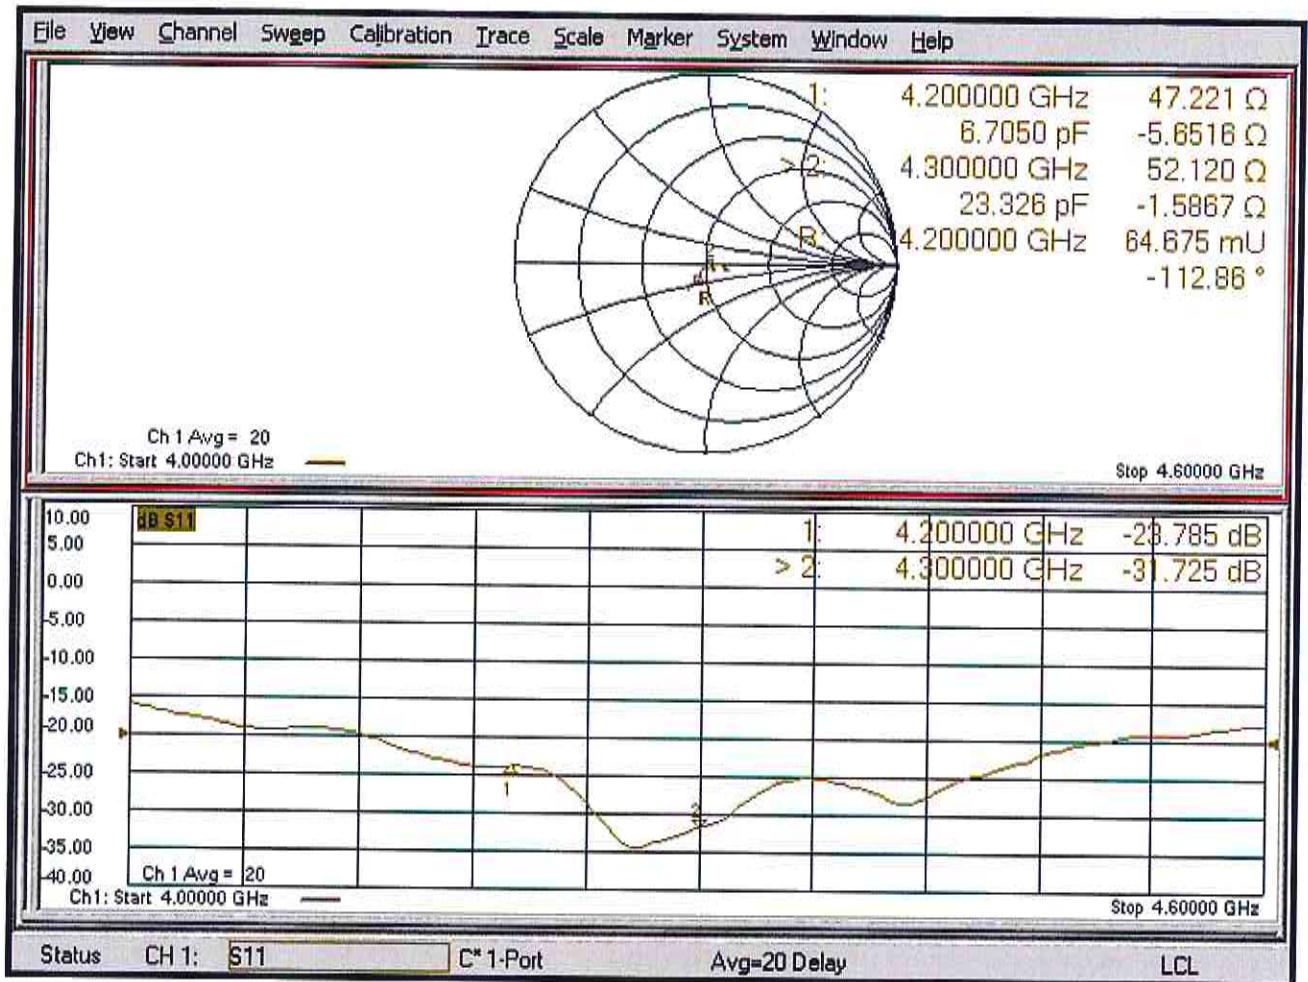 File View Channel Sweep Calibration Trace Scale Marker System Window Help
1: 4.200000 GHz 47.221 Ω
6.7050 pF -5.6516 Ω
> 2: 4.300000 GHz 52.120 Ω
23.326 pF -1.5867 Ω
R: 4.200000 GHz 64.675 mU
-112.86 °
R
Ch 1 Avg = 20
Ch1: Start 4.00000 GHz
Stop 4.60000 GHz
dB S11
1: 4.200000 GHz -23.785 dB
> 2: 4.300000 GHz -31.725 dB
10.00
5.00
0.00
-5.00
-10.00
-15.00
-20.00
-25.00
-30.00
-35.00
-40.00
1
2
Ch 1 Avg = 20
Ch1: Start 4.00000 GHz
Stop 4.60000 GHz
Status CH 1: S11 C* 1-Port Avg=20 Delay LCL